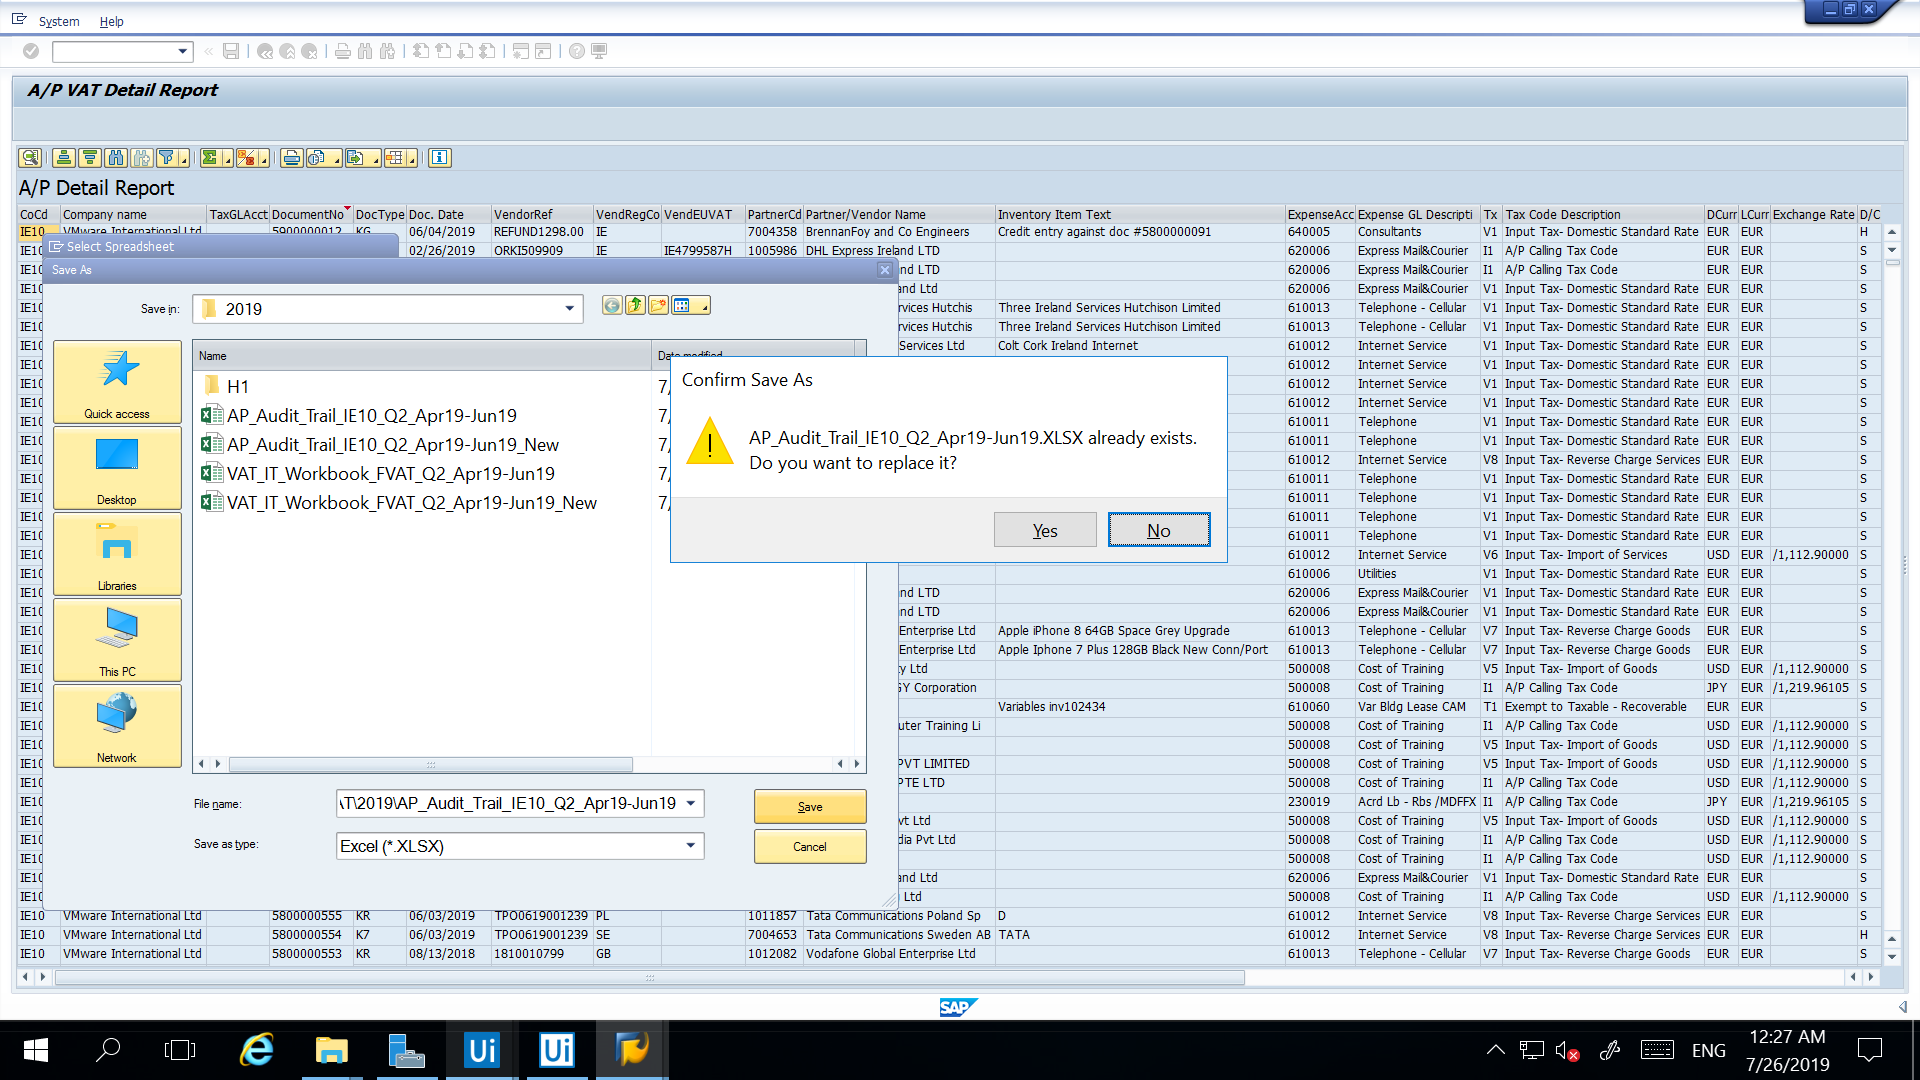 System Help
A/P VAT Detail Report
A/P Detail Report
CoCd Company name TaxGLAcct DocumentNo DocType Doc. Date VendorRef VendRegCo VendEUVAT PartnerCd Partner/Vendor Name Inventory Item Text ExpenseAcc Expense GL Descripti Tx Tax Code Description DCurr LCurr Exchange Rate D/C
IE10 VMware International Ltd 5900000012 KG 06/04/2019 REFUND1298.00 IE 7004358 BrennanFoy and Co Engineers Credit entry against doc #5800000091 640005 Consultants V1 Input Tax- Domestic Standard Rate EUR EUR H
IE10 02/26/2019 ORKI509909 IE IE4799587H 1005986 DHL Express Ireland LTD 620006 Express Mail&Courier I1 A/P Calling Tax Code EUR EUR S
IE10 nd LTD 620006 Express Mail&Courier I1 A/P Calling Tax Code EUR EUR S
IE10 nd Ltd 620006 Express Mail&Courier V1 Input Tax- Domestic Standard Rate EUR EUR S
IE10 rvices Hutchis Three Ireland Services Hutchison Limited 610013 Telephone - Cellular V1 Input Tax- Domestic Standard Rate EUR EUR S
IE10 rvices Hutchis Three Ireland Services Hutchison Limited 610013 Telephone - Cellular V1 Input Tax- Domestic Standard Rate EUR EUR S
IE10 Services Ltd Colt Cork Ireland Internet 610012 Internet Service V1 Input Tax- Domestic Standard Rate EUR EUR S
IE10 610012 Internet Service V1 Input Tax- Domestic Standard Rate EUR EUR S
IE10 610012 Internet Service V1 Input Tax- Domestic Standard Rate EUR EUR S
IE10 610012 Internet Service V1 Input Tax- Domestic Standard Rate EUR EUR S
IE10 610011 Telephone V1 Input Tax- Domestic Standard Rate EUR EUR S
IE10 610011 Telephone V1 Input Tax- Domestic Standard Rate EUR EUR S
IE10 610012 Internet Service V8 Input Tax- Reverse Charge Services EUR EUR S
IE10 610011 Telephone V1 Input Tax- Domestic Standard Rate EUR EUR S
IE10 610011 Telephone V1 Input Tax- Domestic Standard Rate EUR EUR S
IE10 610011 Telephone V1 Input Tax- Domestic Standard Rate EUR EUR S
IE10 610011 Telephone V1 Input Tax- Domestic Standard Rate EUR EUR S
IE10 610012 Internet Service V6 Input Tax- Import of Services USD EUR /1,112.90000 S
IE10 610006 Utilities V1 Input Tax- Domestic Standard Rate EUR EUR S
IE10 nd LTD 620006 Express Mail&Courier V1 Input Tax- Domestic Standard Rate EUR EUR S
IE10 nd LTD 620006 Express Mail&Courier V1 Input Tax- Domestic Standard Rate EUR EUR S
IE10 Enterprise Ltd Apple iPhone 8 64GB Space Grey Upgrade 610013 Telephone - Cellular V7 Input Tax- Reverse Charge Goods EUR EUR S
IE10 Enterprise Ltd Apple Iphone 7 Plus 128GB Black New Conn/Port 610013 Telephone - Cellular V7 Input Tax- Reverse Charge Goods EUR EUR S
IE10 ty Ltd 500008 Cost of Training V5 Input Tax- Import of Goods USD EUR /1,112.90000 S
IE10 GY Corporation 500008 Cost of Training I1 A/P Calling Tax Code JPY EUR /1,219.96105 S
IE10 Variables inv102434 610060 Var Bldg Lease CAM T1 Exempt to Taxable - Recoverable EUR EUR S
IE10 uter Training Li 500008 Cost of Training I1 A/P Calling Tax Code USD EUR /1,112.90000 S
IE10 500008 Cost of Training V5 Input Tax- Import of Goods USD EUR /1,112.90000 S
IE10 PVT LIMITED 500008 Cost of Training V5 Input Tax- Import of Goods USD EUR /1,112.90000 S
IE10 PTE LTD 500008 Cost of Training I1 A/P Calling Tax Code USD EUR /1,112.90000 S
IE10 230019 Acrd Lb - Rbs /MDFFX I1 A/P Calling Tax Code JPY EUR /1,219.96105 S
IE10 vt Ltd 500008 Cost of Training V5 Input Tax- Import of Goods USD EUR /1,112.90000 S
IE10 dia Pvt Ltd 500008 Cost of Training I1 A/P Calling Tax Code USD EUR /1,112.90000 S
IE10 500008 Cost of Training I1 A/P Calling Tax Code USD EUR /1,112.90000 S
IE10 and Ltd 620006 Express Mail&Courier V1 Input Tax- Domestic Standard Rate EUR EUR S
IE10 Ltd 500008 Cost of Training I1 A/P Calling Tax Code USD EUR /1,112.90000 S
IE10 VMware International Ltd 5800000555 KR 06/03/2019 TPO0619001239 PL 1011857 Tata Communications Poland Sp D 610012 Internet Service V8 Input Tax- Reverse Charge Services EUR EUR S
IE10 VMware International Ltd 5800000554 K7 06/03/2019 TPO0619001239 SE 7004653 Tata Communications Sweden AB TATA 610012 Internet Service V8 Input Tax- Reverse Charge Services EUR EUR H
IE10 VMware International Ltd 5800000553 KR 08/13/2018 1810010799 GB 1012082 Vodafone Global Enterprise Ltd 610013 Telephone - Cellular V7 Input Tax- Reverse Charge Goods EUR EUR S
Select Spreadsheet
Save As
Save in: 2019
Quick access
Desktop
Libraries
This PC
Network
Name Date modified
H1 7/
AP_Audit_Trail_IE10_Q2_Apr19-Jun19 7/
AP_Audit_Trail_IE10_Q2_Apr19-Jun19_New 7/
VAT_IT_Workbook_FVAT_Q2_Apr19-Jun19 7/
VAT_IT_Workbook_FVAT_Q2_Apr19-Jun19_New 7/
File name: \T\2019\AP_Audit_Trail_IE10_Q2_Apr19-Jun19 Save
Save as type: Excel (*.XLSX) Cancel
Confirm Save As
AP_Audit_Trail_IE10_Q2_Apr19-Jun19.XLSX already exists.
Do you want to replace it?
Yes No
SAP
Ui Ui
ENG
12:27 AM
7/26/2019